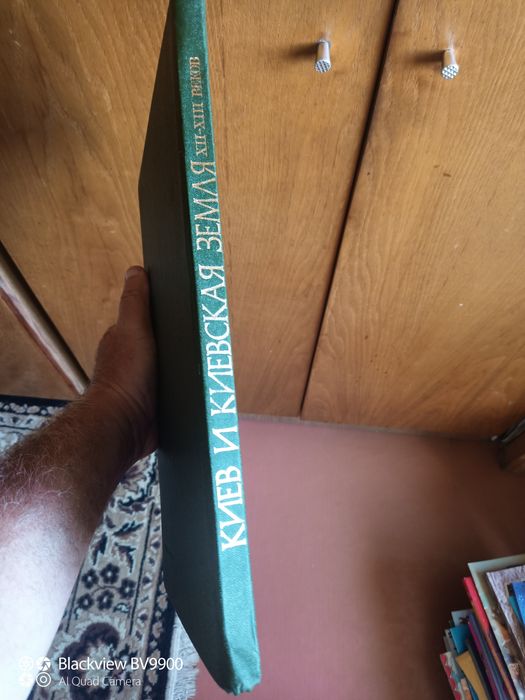 КИЕВ И КИЕВСКАЯ ЗЕМЛЯ XII-XIII ВЕКОВ
Blackview BV9900
AI Quad Camera